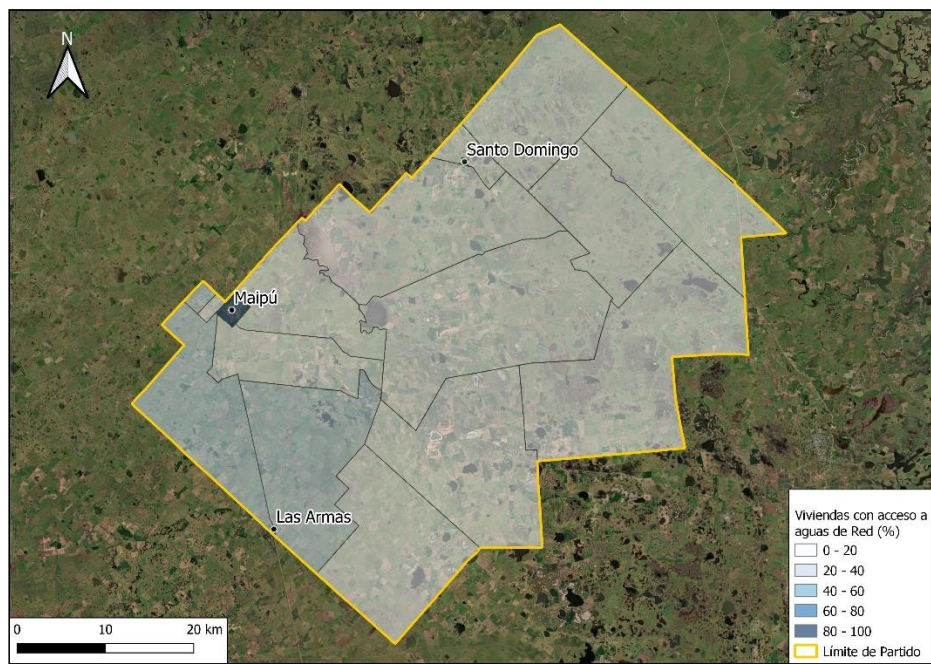 N
Santo Domingo
Maipú
Las Armas
Viviendas con acceso a
aguas de Red (%)
0 - 20
20 - 40
40 - 60
60 - 80
80 - 100
Límite de Partido
0 10 20 km